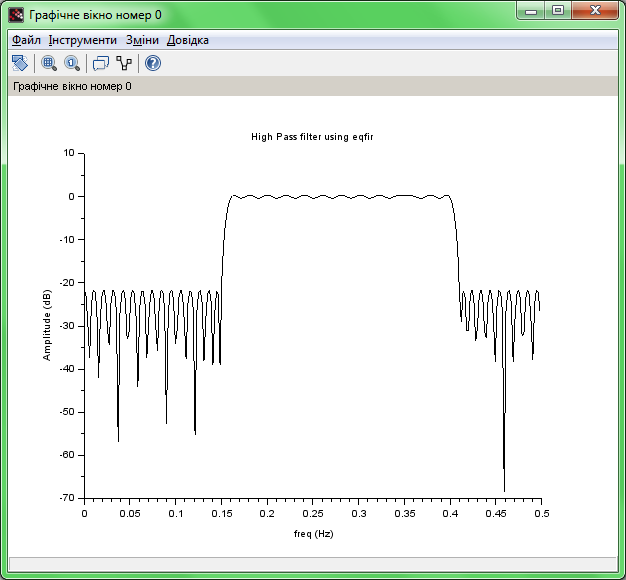 Графічне вікно номер 0
Файл Інструменти Зміни Довідка
Графічне вікно номер 0
High Pass filter using eqfir
10
0
-10
-20
-30
-40
-50
-60
-70
Amplitude (dB)
0 0.05 0.1 0.15 0.2 0.25 0.3 0.35 0.4 0.45 0.5
freq (Hz)